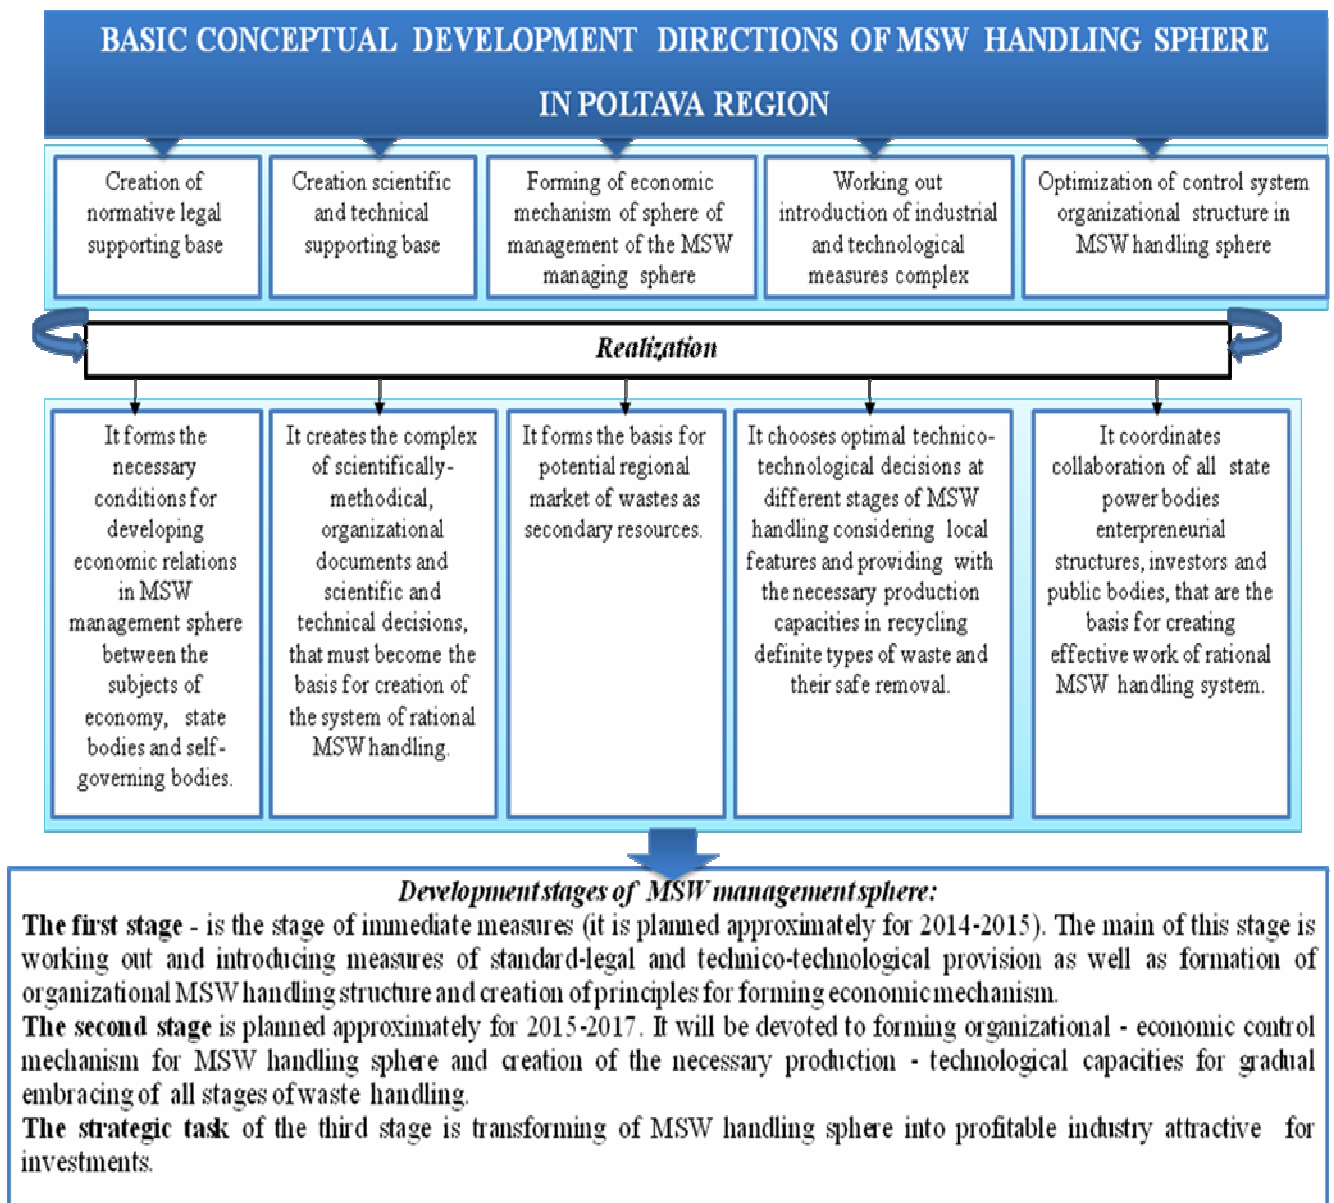 BASIC CONCEPTUAL DEVELOPMENT DIRECTIONS OF MSW HANDLING SPHERE
IN POLTAVA REGION
Creation of
normative legal
supporting base
Creation scientific
and technical
supporting base
Forming of economic
mechanism of sphere of
management of the MSW
managing sphere
Working out
introduction of industrial
and technological
measures complex
Optimization of control system
organizational structure in
MSW handling sphere
Realization
It forms the
necessary
conditions for
developing
economic relations
in MSW
management sphere
between the
subjects of
economy, state
bodies and self-
governing bodies.
It creates the complex
of scientifically-
methodical,
organizational
documents and
scientific and
technical decisions,
that must become the
basis for creation of
the system of rational
MSW handling.
It forms the basis for
potential regional
market of wastes as
secondary resources.
It chooses optimal technico-
technological decisions at
different stages of MSW
handling considering local
features and providing with
the necessary production
capacities in recycling
definite types of waste and
their safe removal.
It coordinates
collaboration of all state
power bodies
enterpreneurial
structures, investors and
public bodies, that are the
basis for creating
effective work of rational
MSW handling system.
Development stages of MSW management sphere:
The first stage - is the stage of immediate measures (it is planned approximately for 2014-2015). The main of this stage is
working out and introducing measures of standard-legal and technico-technological provision as well as formation of
organizational MSW handling structure and creation of principles for forming economic mechanism.
The second stage is planned approximately for 2015-2017. It will be devoted to forming organizational - economic control
mechanism for MSW handling sphere and creation of the necessary production - technological capacities for gradual
embracing of all stages of waste handling.
The strategic task of the third stage is transforming of MSW handling sphere into profitable industry attractive for
investments.